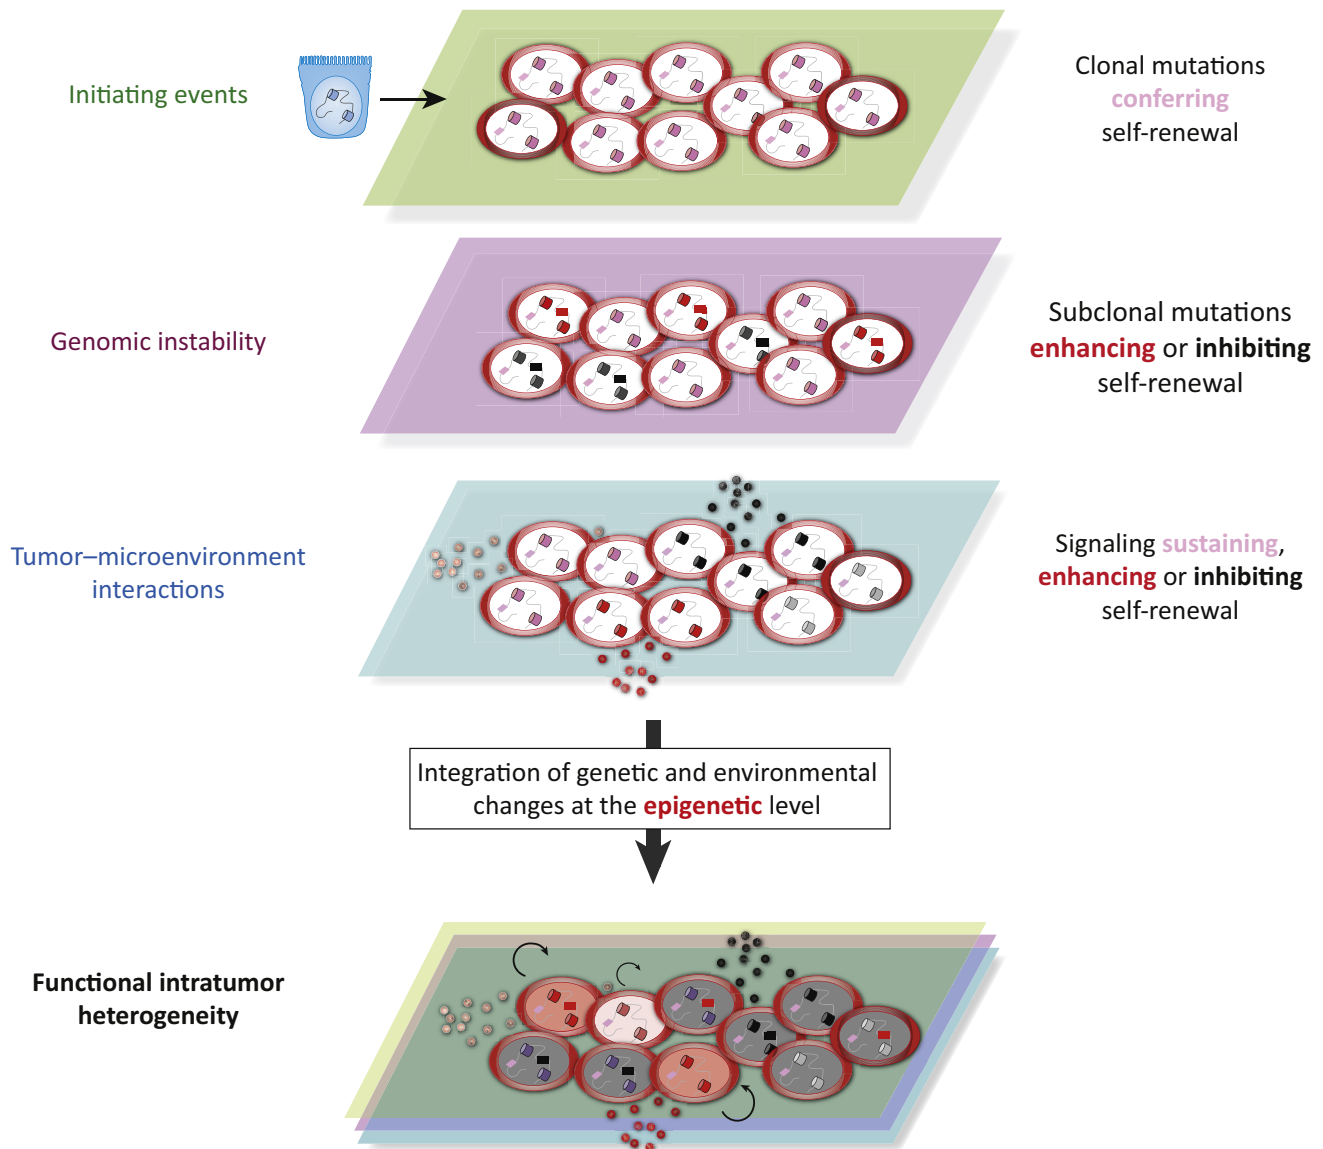 Initiating events
Clonal mutations
conferring
self-renewal
Genomic instability
Subclonal mutations
enhancing or inhibiting
self-renewal
Tumor–microenvironment
interactions
Signaling sustaining,
enhancing or inhibiting
self-renewal
Integration of genetic and environmental
changes at the epigenetic level
Functional intratumor
heterogeneity